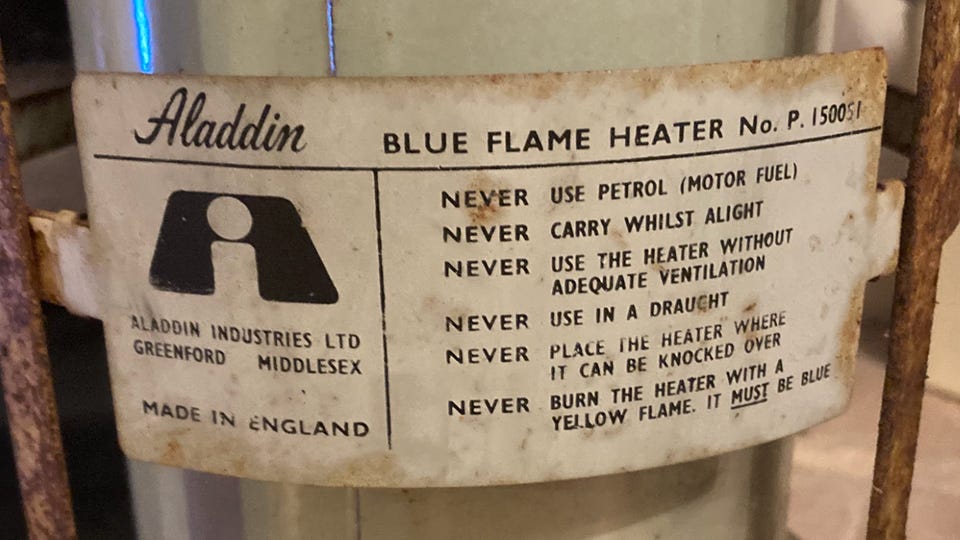 Aladdin
BLUE FLAME HEATER No. P. 150051
ALADDIN INDUSTRIES LTD
GREENFORD MIDDLESEX
MADE IN ENGLAND
NEVER USE PETROL (MOTOR FUEL)
NEVER CARRY WHILST ALIGHT
NEVER USE THE HEATER WITHOUT
ADEQUATE VENTILATION
NEVER USE IN A DRAUGHT
NEVER PLACE THE HEATER WHERE
IT CAN BE KNOCKED OVER
NEVER BURN THE HEATER WITH A
YELLOW FLAME. IT MUST BE BLUE